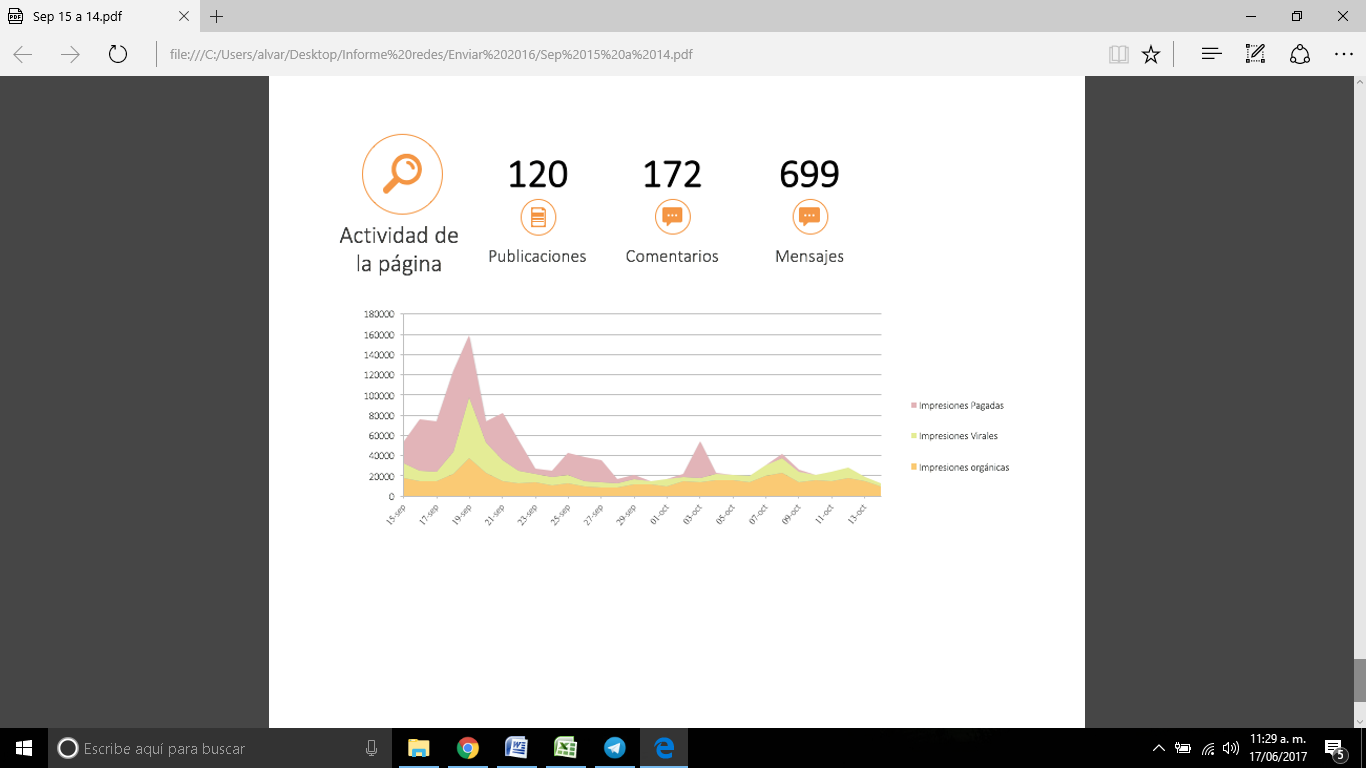 Sep 15 a 14.pdf
file:///C:/Users/alvar/Desktop/Informe%20redes/Enviar%202016/Sep%2015%20a%2014.pdf
Actividad de
la página
120
Publicaciones
172
Comentarios
699
Mensajes
180000
160000
140000
120000
100000
80000
60000
40000
20000
0
15-sep
17-sep
19-sep
21-sep
23-sep
25-sep
27-sep
29-sep
01-oct
03-oct
05-oct
07-oct
09-oct
11-oct
13-oct
Impresiones Pagadas
Impresiones Virales
Impresiones orgánicas
Escribe aquí para buscar
11:29 a. m.
17/06/2017
5